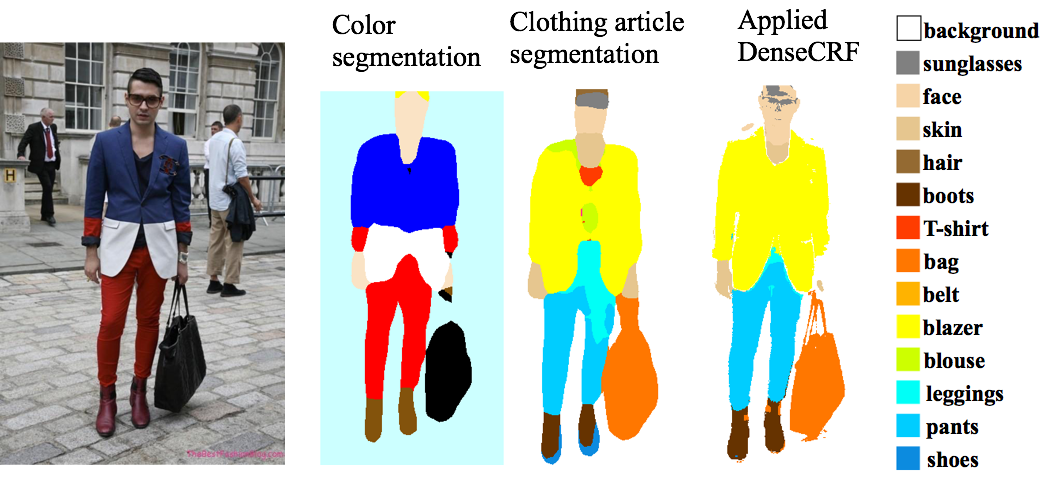 Color
segmentation
Clothing article
segmentation
Applied
DenseCRF
background
sunglasses
face
skin
hair
boots
T-shirt
bag
belt
blazer
blouse
leggings
pants
shoes
H